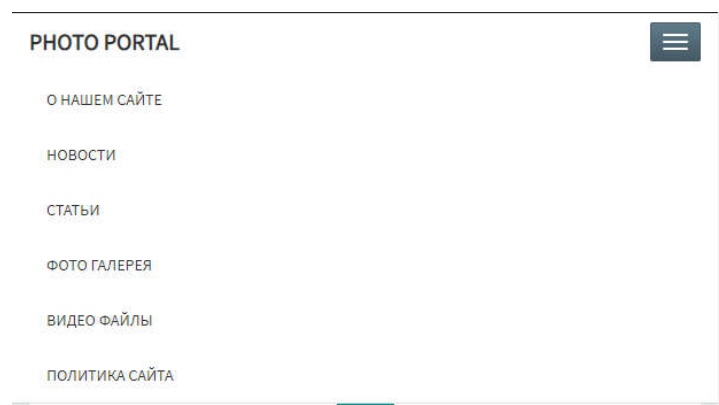 PHOTO PORTAL
О НАШЕМ САЙТЕ
НОВОСТИ
СТАТЬИ
ФОТО ГАЛЕРЕЯ
ВИДЕО ФАЙЛЫ
ПОЛИТИКА САЙТА